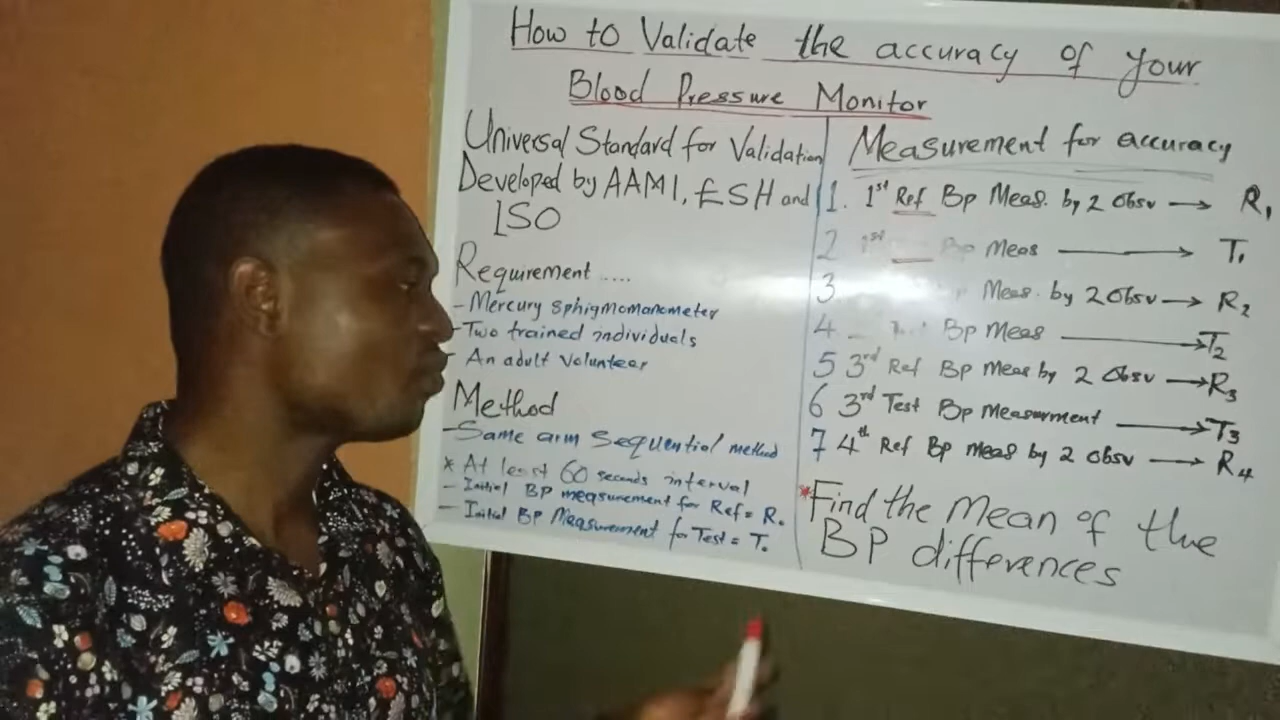 How to Validate the accuracy of your
Blood Pressure Monitor
Universal Standard for Validation
Developed by AAMI, ESH and
ISO
Requirement .....
- Mercury sphigmomanometer
- Two trained individuals
- An adult Volunteer
Method
- Same arm Sequential method
* At least 60 seconds interval
- Initial BP measurement for Ref = R₀
- Initial BP Measurement for Test = T₀
Measurement for accuracy
1. 1st Ref Bp Meas. by 2 Obsv → R₁
2 1st Bp Meas → T₁
3 Meas. by 2 Obsv → R₂
4 Bp Meas → T₂
5 3rd Ref Bp Meas by 2 Obsv → R₃
6 3rd Test Bp Measurment → T₃
7 4th Ref Bp meas by 2 obsv → R₄
*Find the mean of the
BP differences